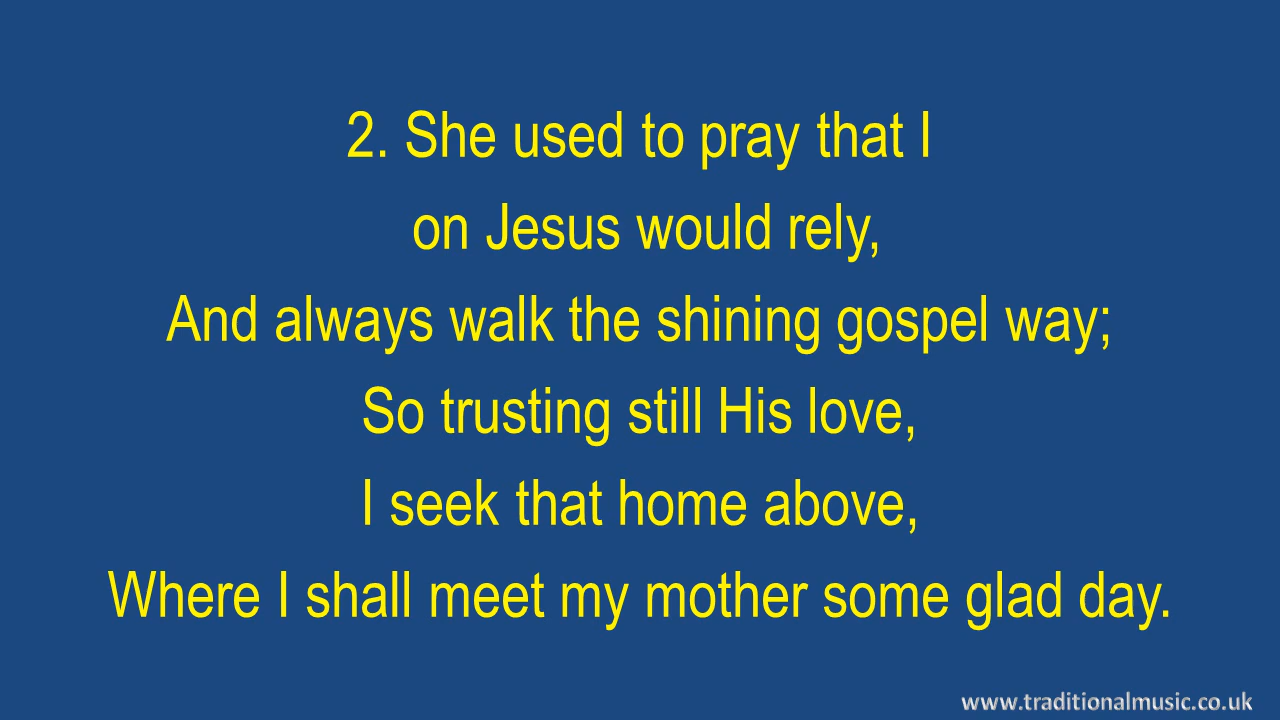 2. She used to pray that I
on Jesus would rely,
And always walk the shining gospel way;
So trusting still His love,
I seek that home above,
Where I shall meet my mother some glad day.
www.traditionalmusic.co.uk